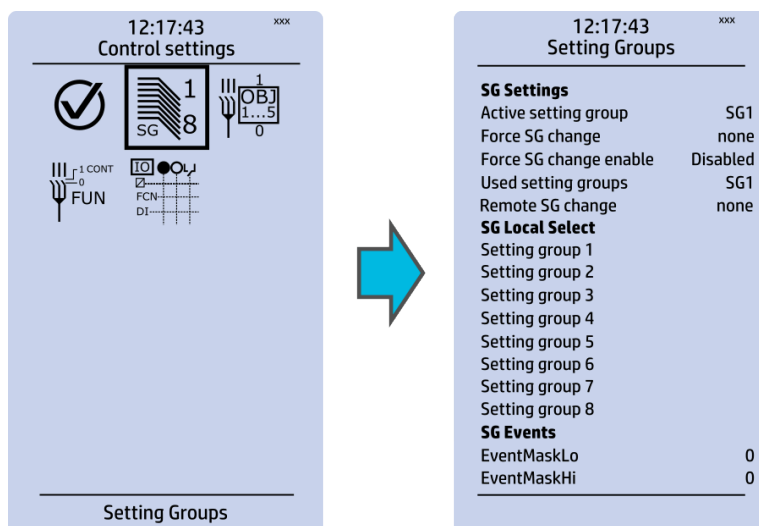 12:17:43 xxx
Control settings
1
SG 8
1
OBJ
1...5
0
1 CONT
0
FUN
IO
FCN
DI
Setting Groups
12:17:43 xxx
Setting Groups
SG Settings
Active setting group SG1
Force SG change none
Force SG change enable Disabled
Used setting groups SG1
Remote SG change none
SG Local Select
Setting group 1
Setting group 2
Setting group 3
Setting group 4
Setting group 5
Setting group 6
Setting group 7
Setting group 8
SG Events
EventMaskLo 0
EventMaskHi 0